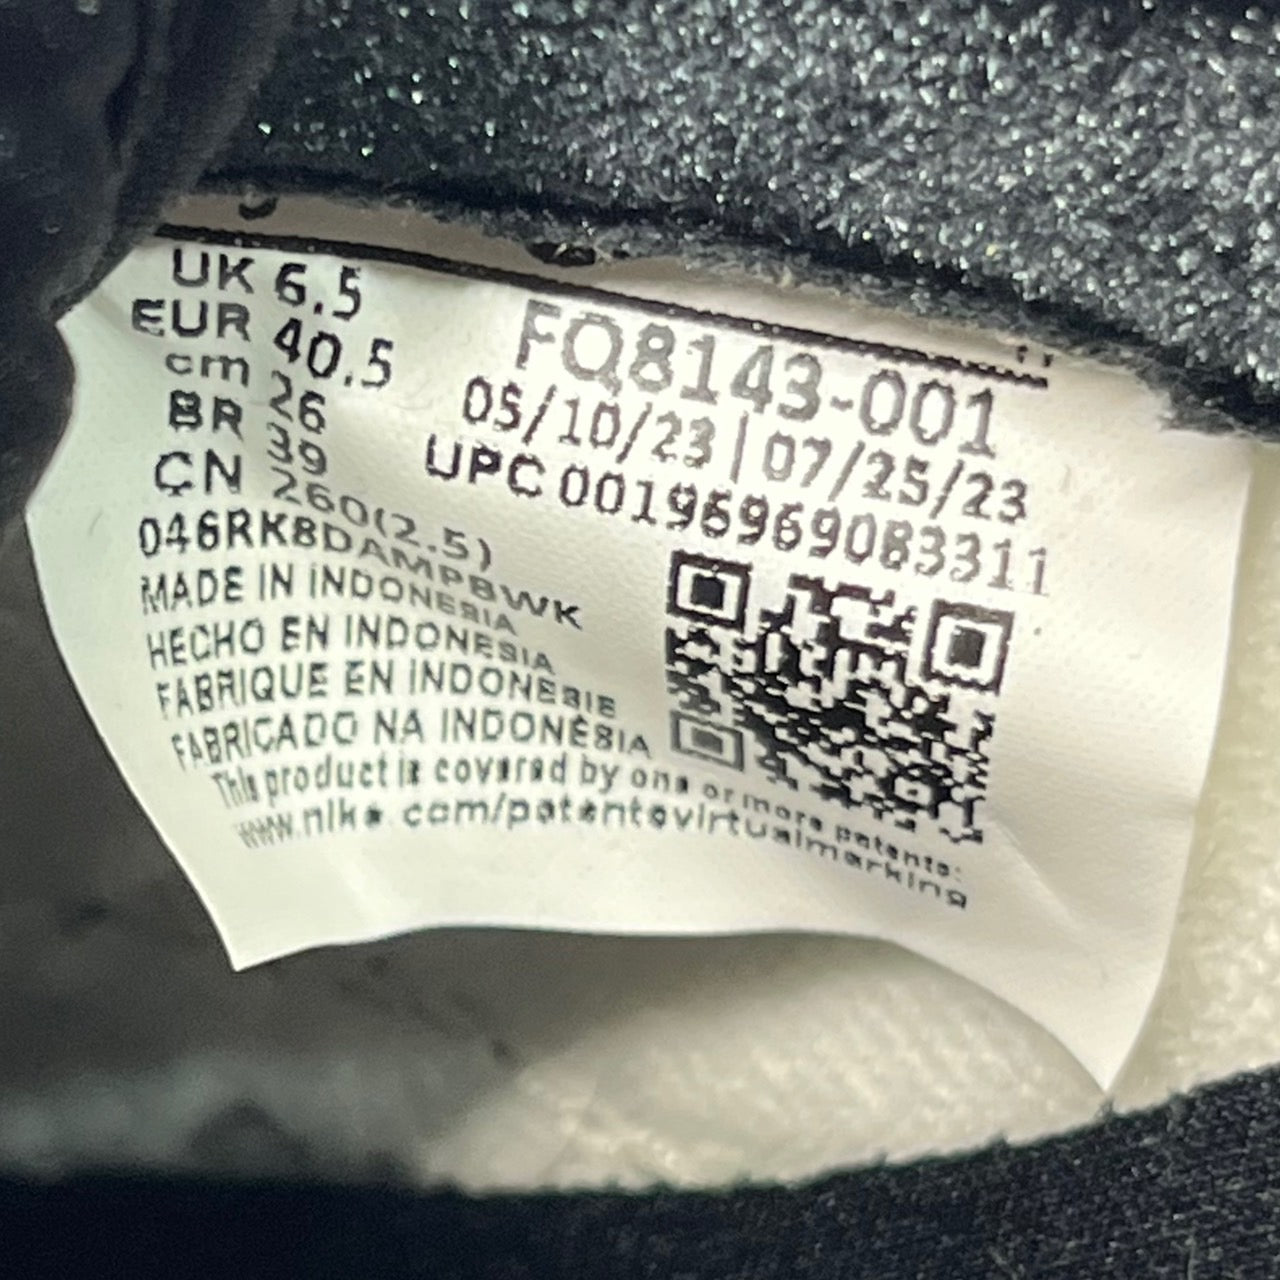 UK 6.5
EUR 40.5
cm 26
BR 39
CN 260(2.5)
FQ8143-001
05/10/23 | 07/25/23
UPC 00196969083311
046RK8DAMPBWK
MADE IN INDONESIA
HECHO EN INDONESIA
FABRIQUE EN INDONESIE
FABRICADO NA INDONÉSIA
This product is covered by one or more patents:
www.nike.com/patentsvirtualmarking